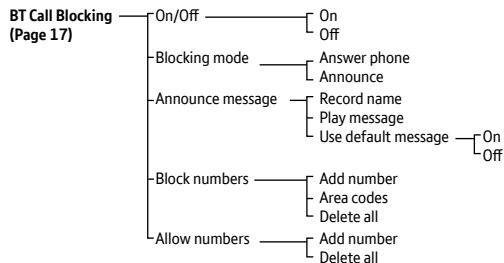 BT Call Blocking
(Page 17)
On/Off
On
Off
Blocking mode
Answer phone
Announce
Announce message
Record name
Play message
Use default message
On
Off
Block numbers
Add number
Area codes
Delete all
Allow numbers
Add number
Delete all